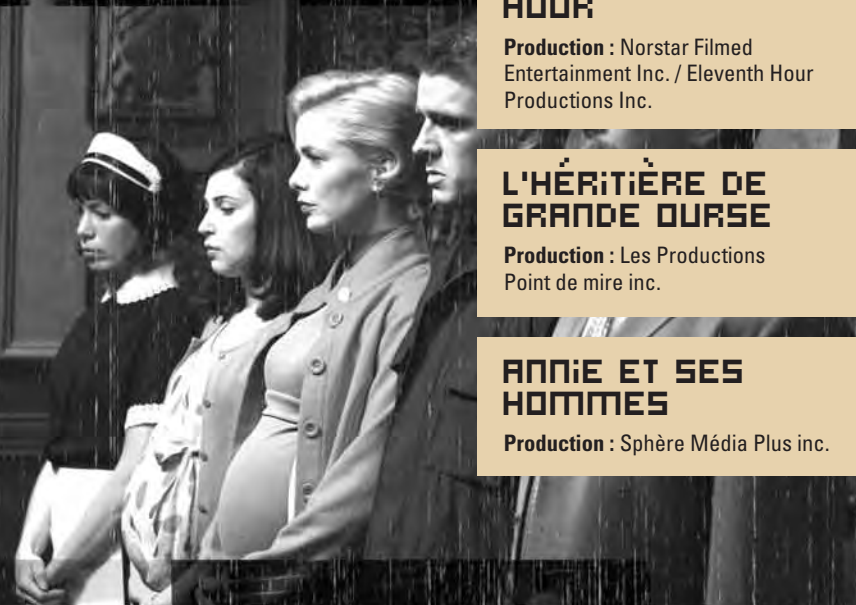 HOUR
Production : Norstar Filmed
Entertainment Inc. / Eleventh Hour
Productions Inc.
L'HÉRiTiÈRE DE
GRANDE OURSE
Production : Les Productions
Point de mire inc.
ANNiE ET SES
HOMMES
Production : Sphère Média Plus inc.